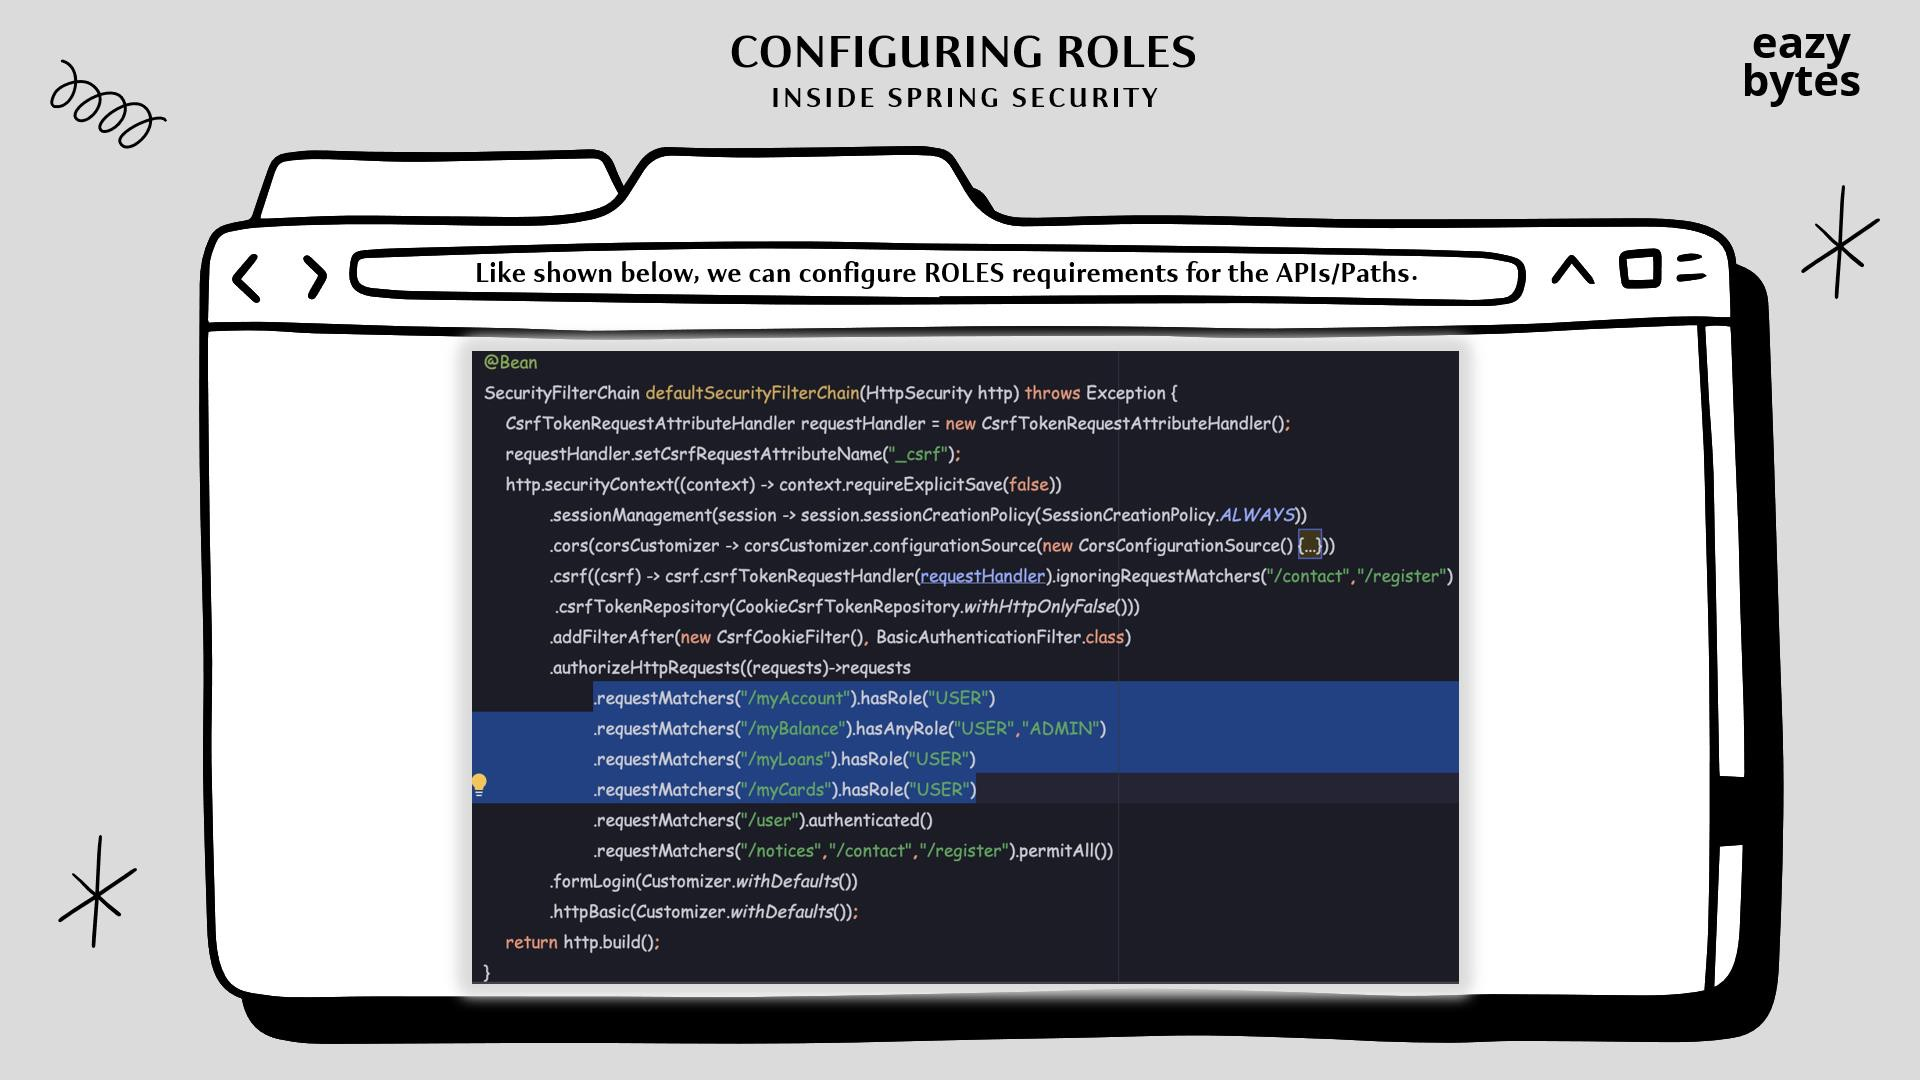 CONFIGURING ROLES
INSIDE SPRING SECURITY
eazy
bytes
Like shown below, we can configure ROLES requirements for the APIs/Paths.
@Bean
SecurityFilterChain defaultSecurityFilterChain(HttpSecurity http) throws Exception {
CsrfTokenRequestAttributeHandler requestHandler = new CsrfTokenRequestAttributeHandler();
requestHandler.setCsrfRequestAttributeName("_csrf");
http.securityContext((context) -> context.requireExplicitSave(false))
.sessionManagement(session -> session.sessionCreationPolicy(SessionCreationPolicy.ALWAYS))
.cors(corsCustomizer -> corsCustomizer.configurationSource(new CorsConfigurationSource() {...}))
.csrf((csrf) -> csrf.csrfTokenRequestHandler(requestHandler).ignoringRequestMatchers("/contact","/register")
.csrfTokenRepository(CookieCsrfTokenRepository.withHttpOnlyFalse()))
.addFilterAfter(new CsrfCookieFilter(), BasicAuthenticationFilter.class)
.authorizeHttpRequests((requests)->requests
.requestMatchers("/myAccount").hasRole("USER")
.requestMatchers("/myBalance").hasAnyRole("USER","ADMIN")
.requestMatchers("/myLoans").hasRole("USER")
.requestMatchers("/myCards").hasRole("USER")
.requestMatchers("/user").authenticated()
.requestMatchers("/notices","/contact","/register").permitAll())
.formLogin(Customizer.withDefaults())
.httpBasic(Customizer.withDefaults());
return http.build();
}